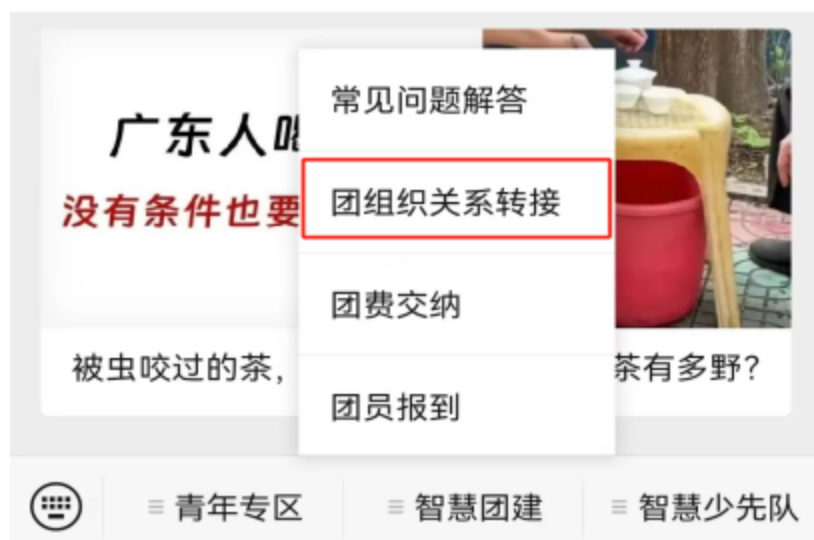 常见问题解答
广东人喝
团组织关系转接
没有条件也要
团费交纳
被虫咬过的茶,
茶有多野?
团员报到
青年专区
智慧团建
智慧少先队